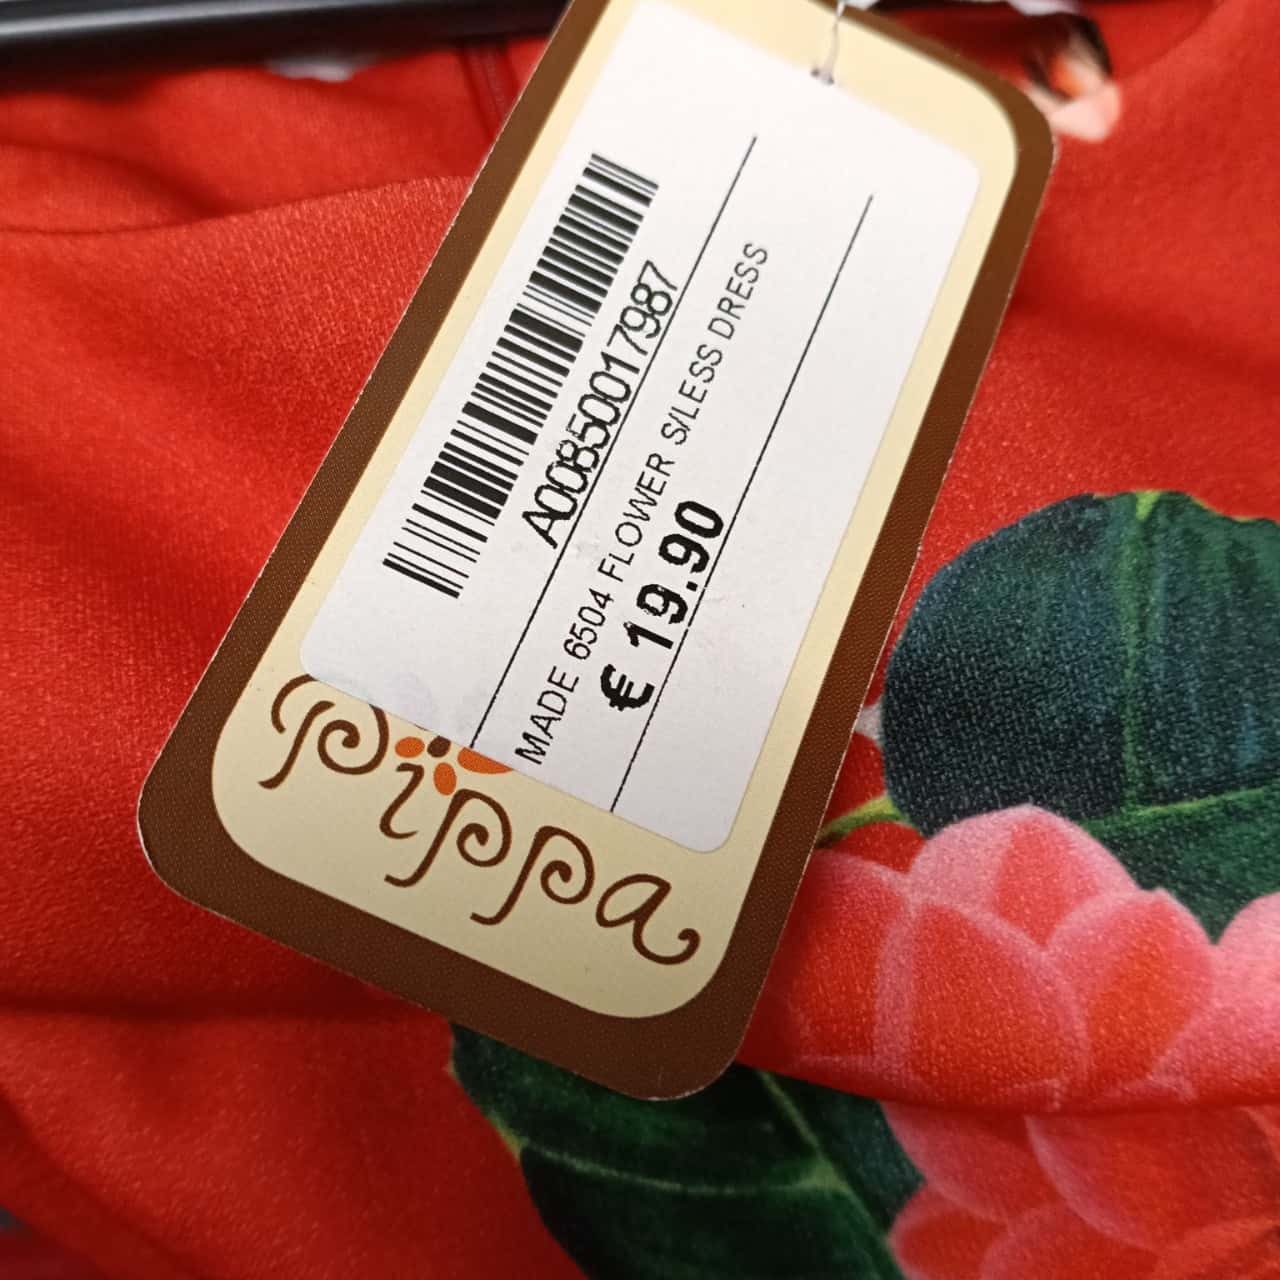 A00850017987
MADE 6504 FLOWER S/LESS DRESS
€ 19.90
pippa